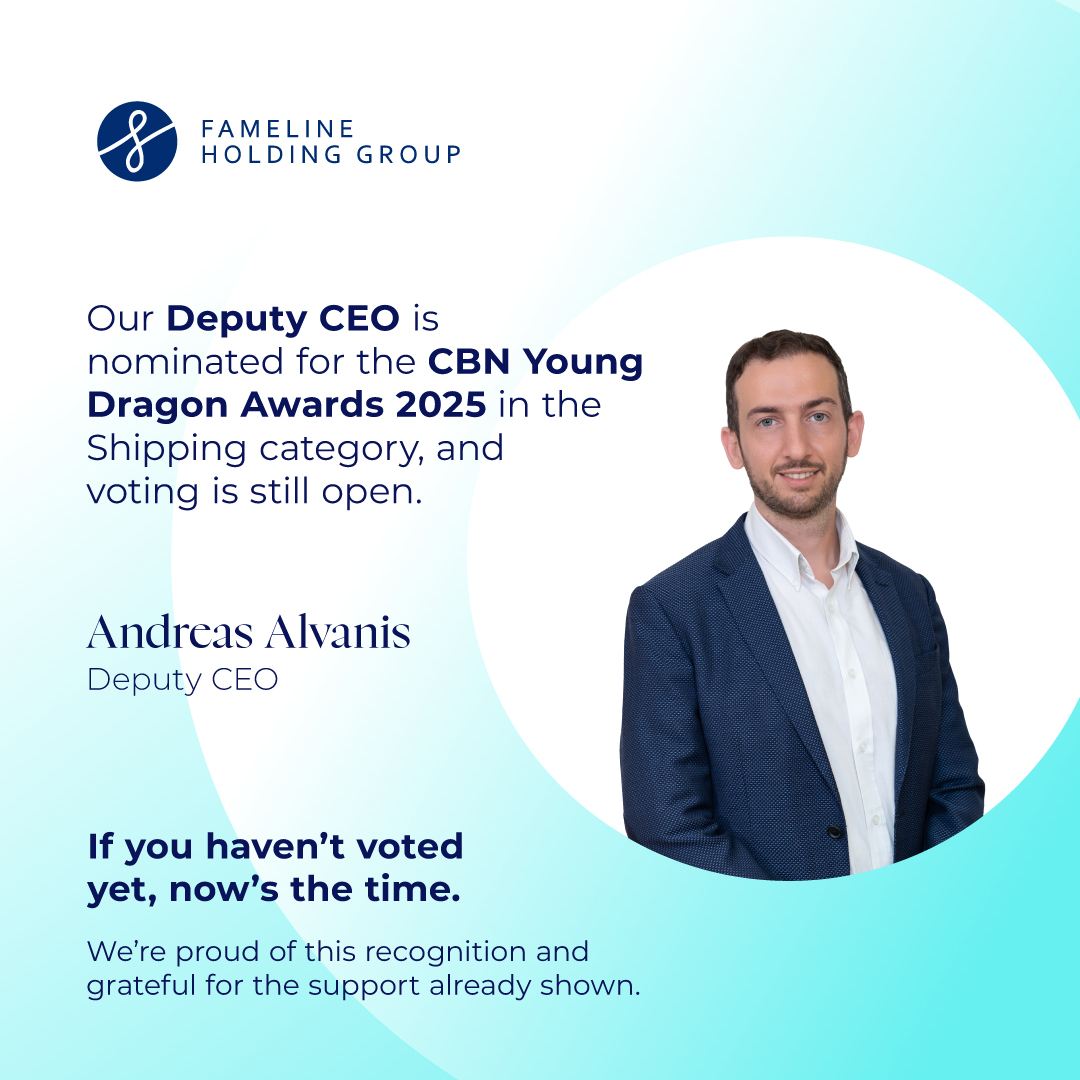 FAMELINE
HOLDING GROUP
Our Deputy CEO is
nominated for the CBN Young
Dragon Awards 2025 in the
Shipping category, and
voting is still open.
Andreas Alvanis
Deputy CEO
If you haven’t voted
yet, now’s the time.
We’re proud of this recognition and
grateful for the support already shown.